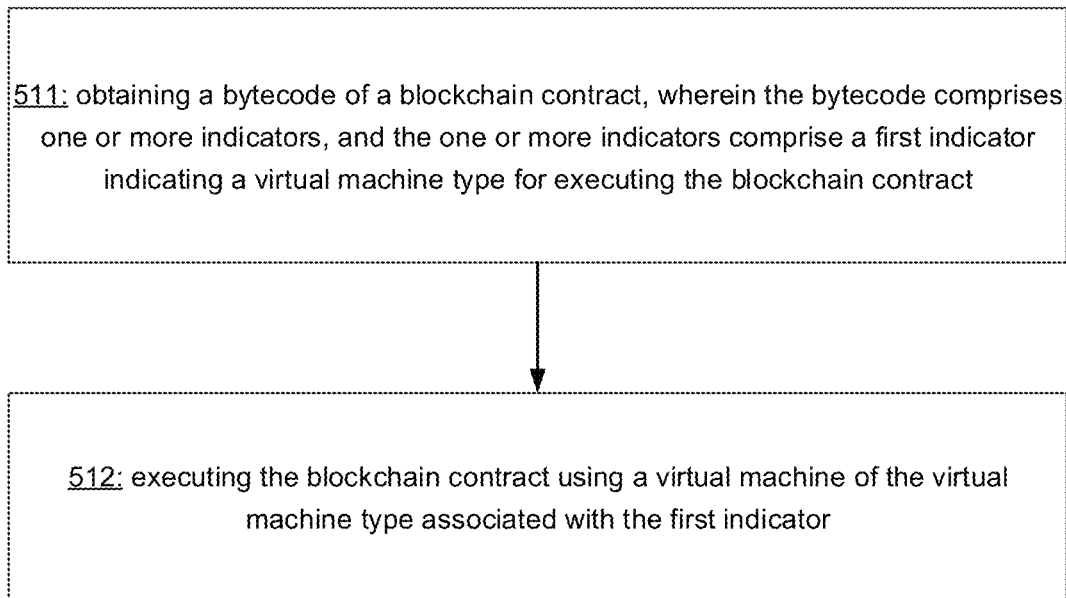 511: obtaining a bytecode of a blockchain contract, wherein the bytecode comprises
one or more indicators, and the one or more indicators comprise a first indicator
indicating a virtual machine type for executing the blockchain contract
512: executing the blockchain contract using a virtual machine of the virtual
machine type associated with the first indicator